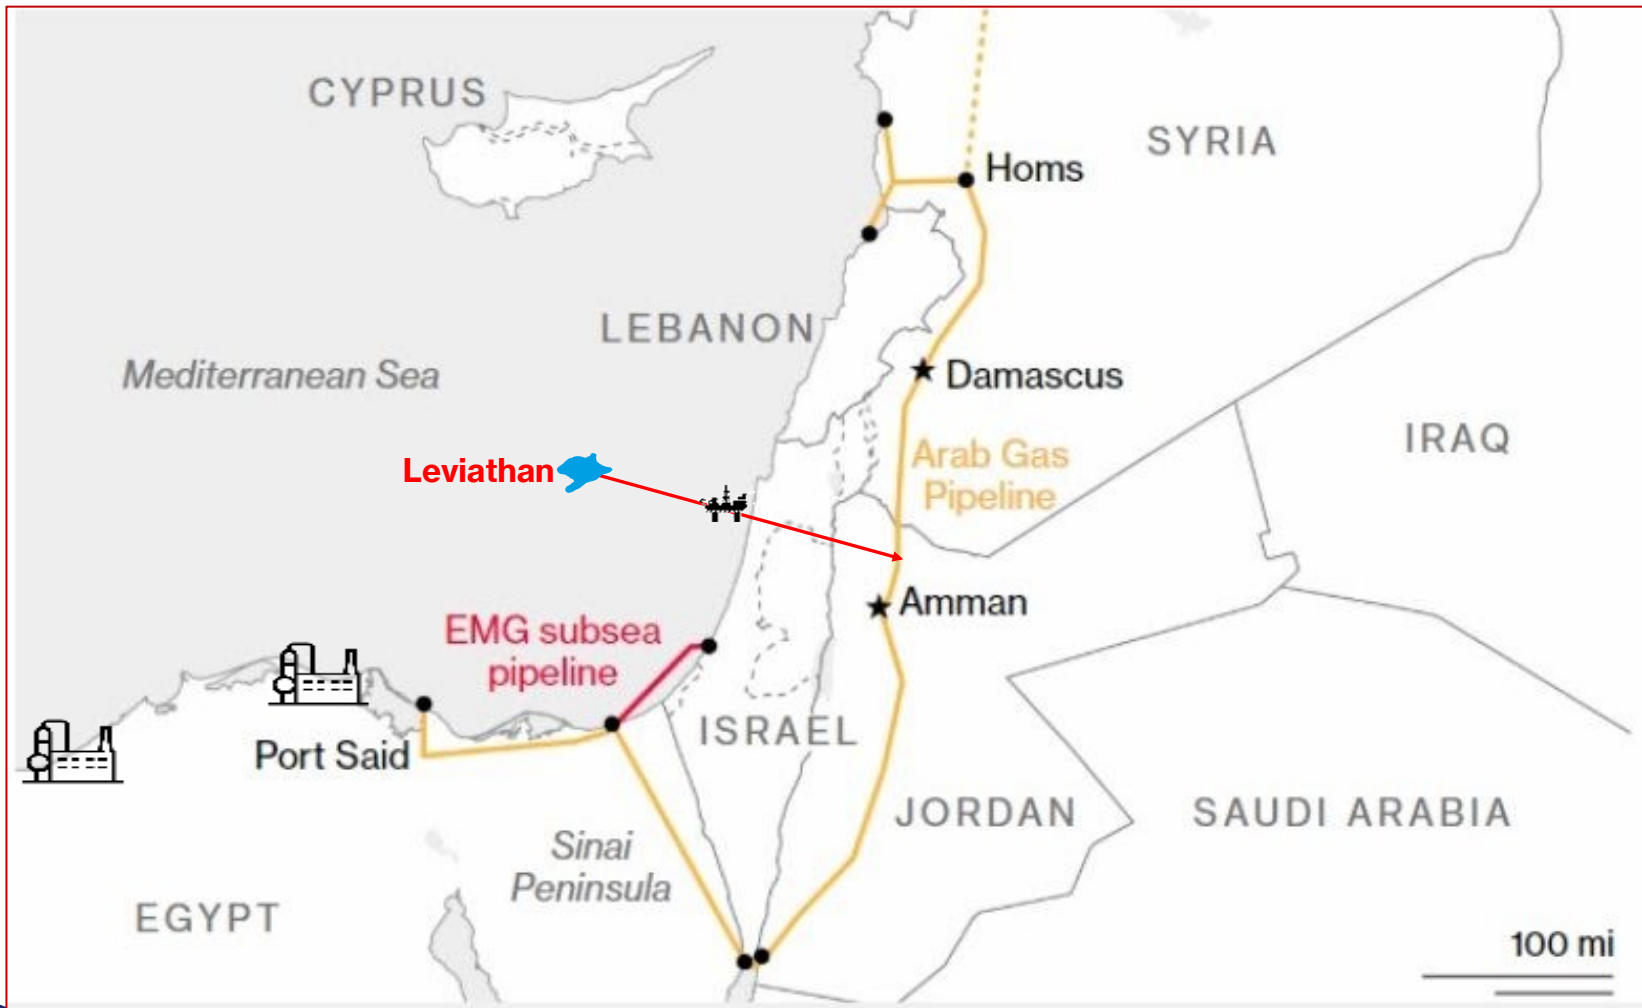 CYPRUS
SYRIA
Homs
LEBANON
Mediterranean Sea
Damascus
IRAQ
Arab Gas
Pipeline
Leviathan
Amman
EMG subsea
pipeline
ISRAEL
Port Said
JORDAN
SAUDI ARABIA
Sinai
Peninsula
EGYPT
100 mi